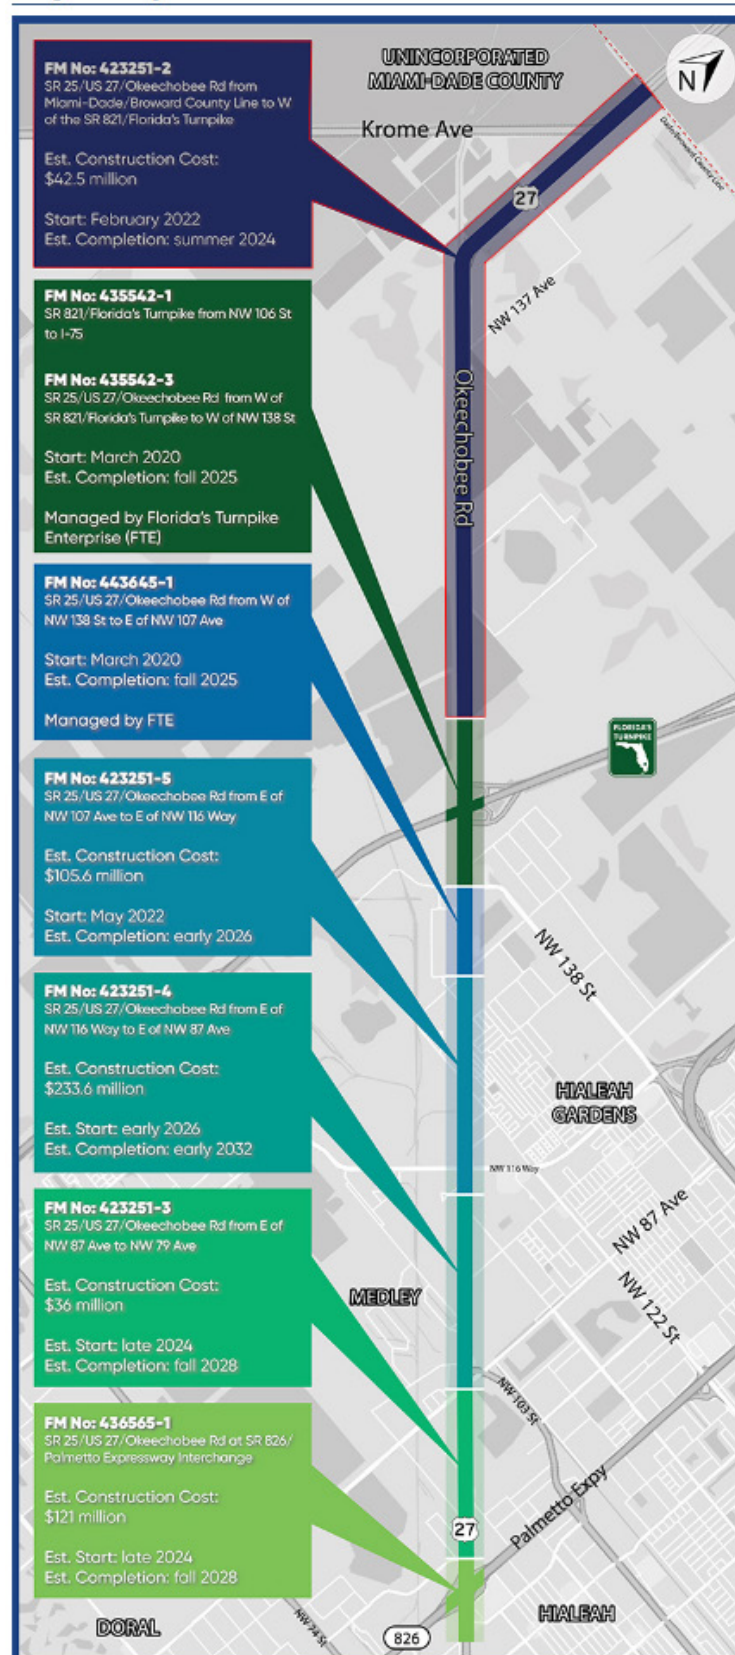 UNINCORPORATED
MIAMI-DADE COUNTY
N
Krome Ave
Dade/Broward County Line
27
NW 137 Ave
Okeechobee Rd
FM No: 423251-2
SR 25/US 27/Okeechobee Rd from
Miami-Dade/Broward County Line to W
of the SR 821/Florida's Turnpike
Est. Construction Cost:
$42.5 million
Start: February 2022
Est. Completion: summer 2024
FM No: 435542-1
SR 821/Florida's Turnpike from NW 106 St
to I-75
FM No: 435542-3
SR 25/US 27/Okeechobee Rd from W of
SR 821/Florida's Turnpike to W of NW 138 St
Start: March 2020
Est. Completion: fall 2025
Managed by Florida's Turnpike
Enterprise (FTE)
FM No: 443645-1
SR 25/US 27/Okeechobee Rd from W of
NW 138 St to E of NW 107 Ave
Start: March 2020
Est. Completion: fall 2025
Managed by FTE
FLORIDA'S
TURNPIKE
FM No: 423251-5
SR 25/US 27/Okeechobee Rd from E of
NW 107 Ave to E of NW 116 Way
Est. Construction Cost:
$105.6 million
Start: May 2022
Est. Completion: early 2026
NW 138 St
FM No: 423251-4
SR 25/US 27/Okeechobee Rd from E of
NW 116 Way to E of NW 87 Ave
Est. Construction Cost:
$233.6 million
Est. Start: early 2026
Est. Completion: early 2032
HIALEAH
GARDENS
NW 116 Way
NW 87 Ave
FM No: 423251-3
SR 25/US 27/Okeechobee Rd from E of
NW 87 Ave to NW 79 Ave
Est. Construction Cost:
$36 million
Est. Start: late 2024
Est. Completion: fall 2028
MEDLEY
NW 122 St
NW 103 St
FM No: 436565-1
SR 25/US 27/Okeechobee Rd at SR 826/
Palmetto Expressway Interchange
Est. Construction Cost:
$121 million
Est. Start: late 2024
Est. Completion: fall 2028
27
Palmetto Expy
DORAL
NW 74 St
826
HIALEAH